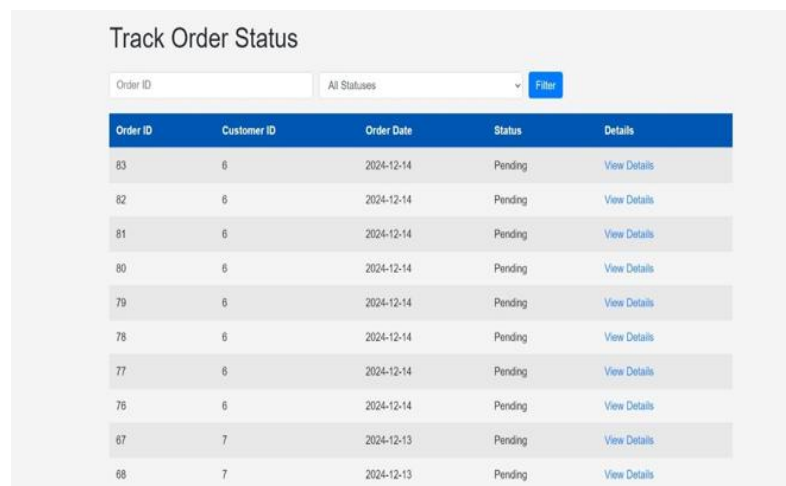 Track Order Status
Order ID All Statuses Filter
Order ID Customer ID Order Date Status Details
83 6 2024-12-14 Pending View Details
82 6 2024-12-14 Pending View Details
81 6 2024-12-14 Pending View Details
80 6 2024-12-14 Pending View Details
79 6 2024-12-14 Pending View Details
78 6 2024-12-14 Pending View Details
77 6 2024-12-14 Pending View Details
76 6 2024-12-14 Pending View Details
67 7 2024-12-13 Pending View Details
68 7 2024-12-13 Pending View Details